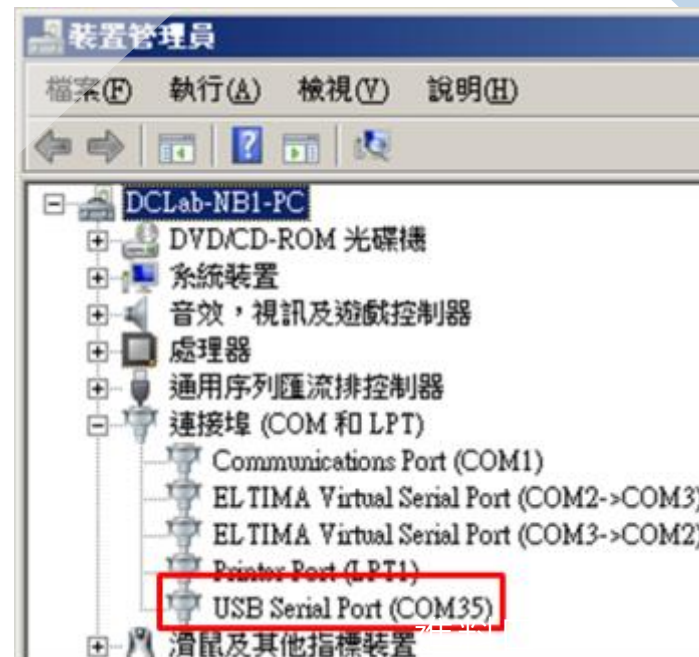 裝置管理員
檔案(F) 執行(A) 檢視(V) 說明(H)
DCLab-NB1-PC
DVD/CD-ROM 光碟機
系統裝置
音效，視訊及遊戲控制器
處理器
通用序列匯流排控制器
連接埠 (COM 和 LPT)
Communications Port (COM1)
ELTIMA Virtual Serial Port (COM2->COM3)
ELTIMA Virtual Serial Port (COM3->COM2)
Printer Port (LPT1)
USB Serial Port (COM35)
滑鼠及其他指標裝置